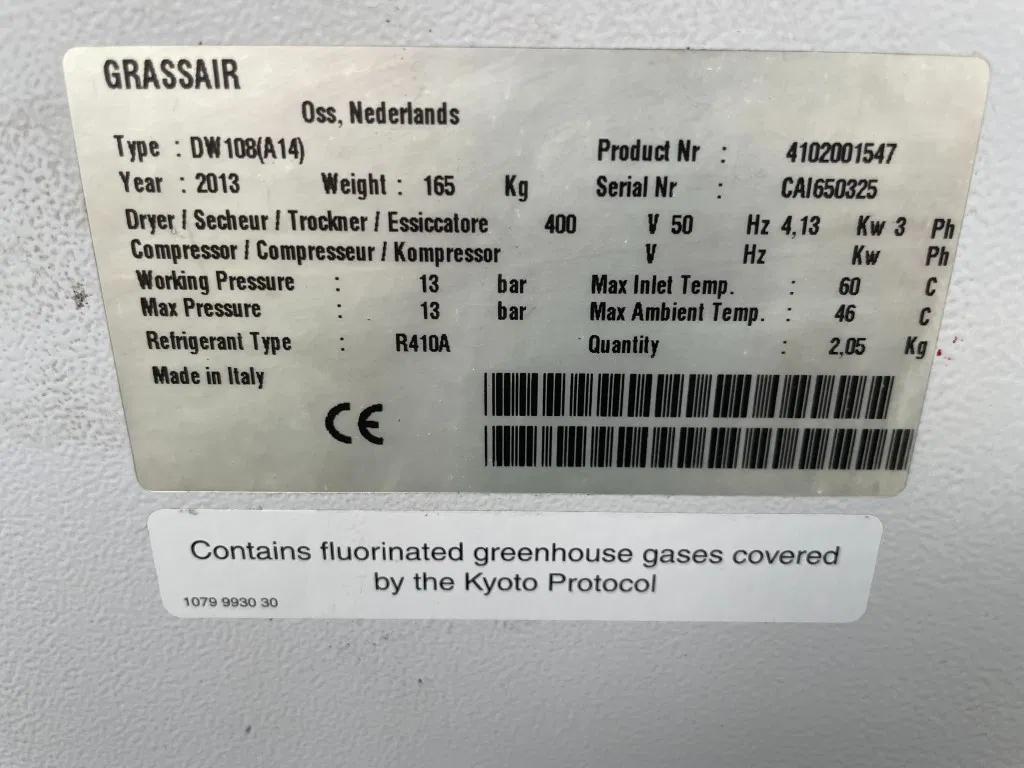 GRASSAIR
Oss, Nederlands
Type : DW108(A14) Product Nr : 4102001547
Year : 2013 Weight : 165 Kg Serial Nr : CAI650325
Dryer / Secheur / Trockner / Essiccatore 400 V 50 Hz 4,13 Kw 3 Ph
Compressor / Compresseur / Kompressor V Hz Kw Ph
Working Pressure : 13 bar Max Inlet Temp. : 60 C
Max Pressure : 13 bar Max Ambient Temp. : 46 C
Refrigerant Type : R410A Quantity : 2,05 Kg
Made in Italy
CE
Contains fluorinated greenhouse gases covered
by the Kyoto Protocol
1079 9930 30